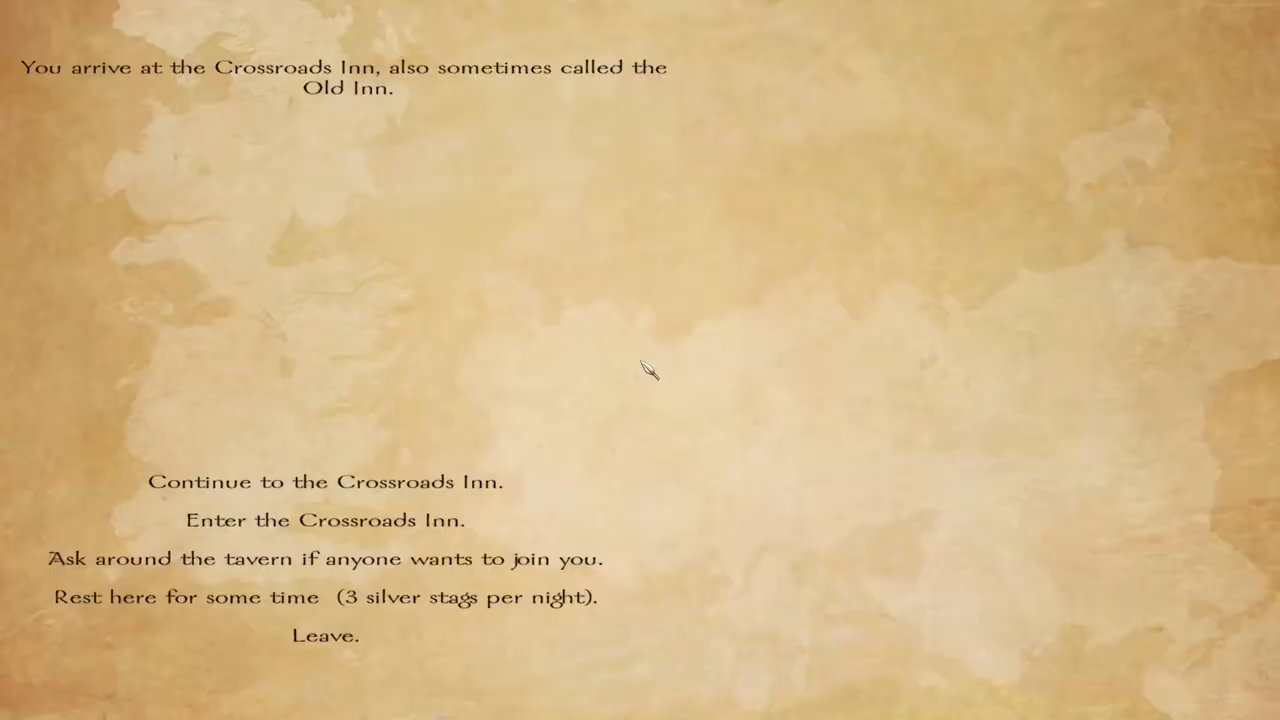 You arrive at the Crossroads Inn, also sometimes called the
Old Inn.
Continue to the Crossroads Inn.
Enter the Crossroads Inn.
Ask around the tavern if anyone wants to join you.
Rest here for some time  (3 silver stags per night).
Leave.